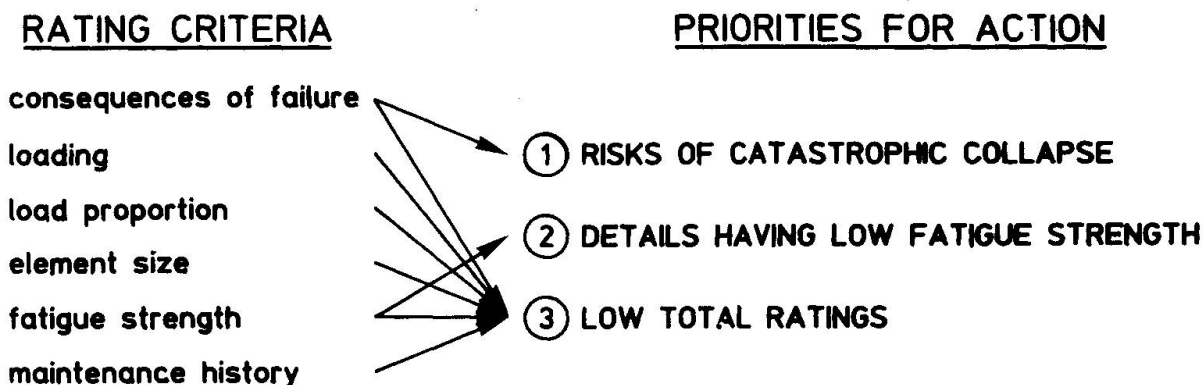 RATING CRITERIA
consequences of failure
loading
load proportion
element size
fatigue strength
maintenance history
PRIORITIES FOR ACTION
1 RISKS OF CATASTROPHIC COLLAPSE
2 DETAILS HAVING LOW FATIGUE STRENGTH
3 LOW TOTAL RATINGS